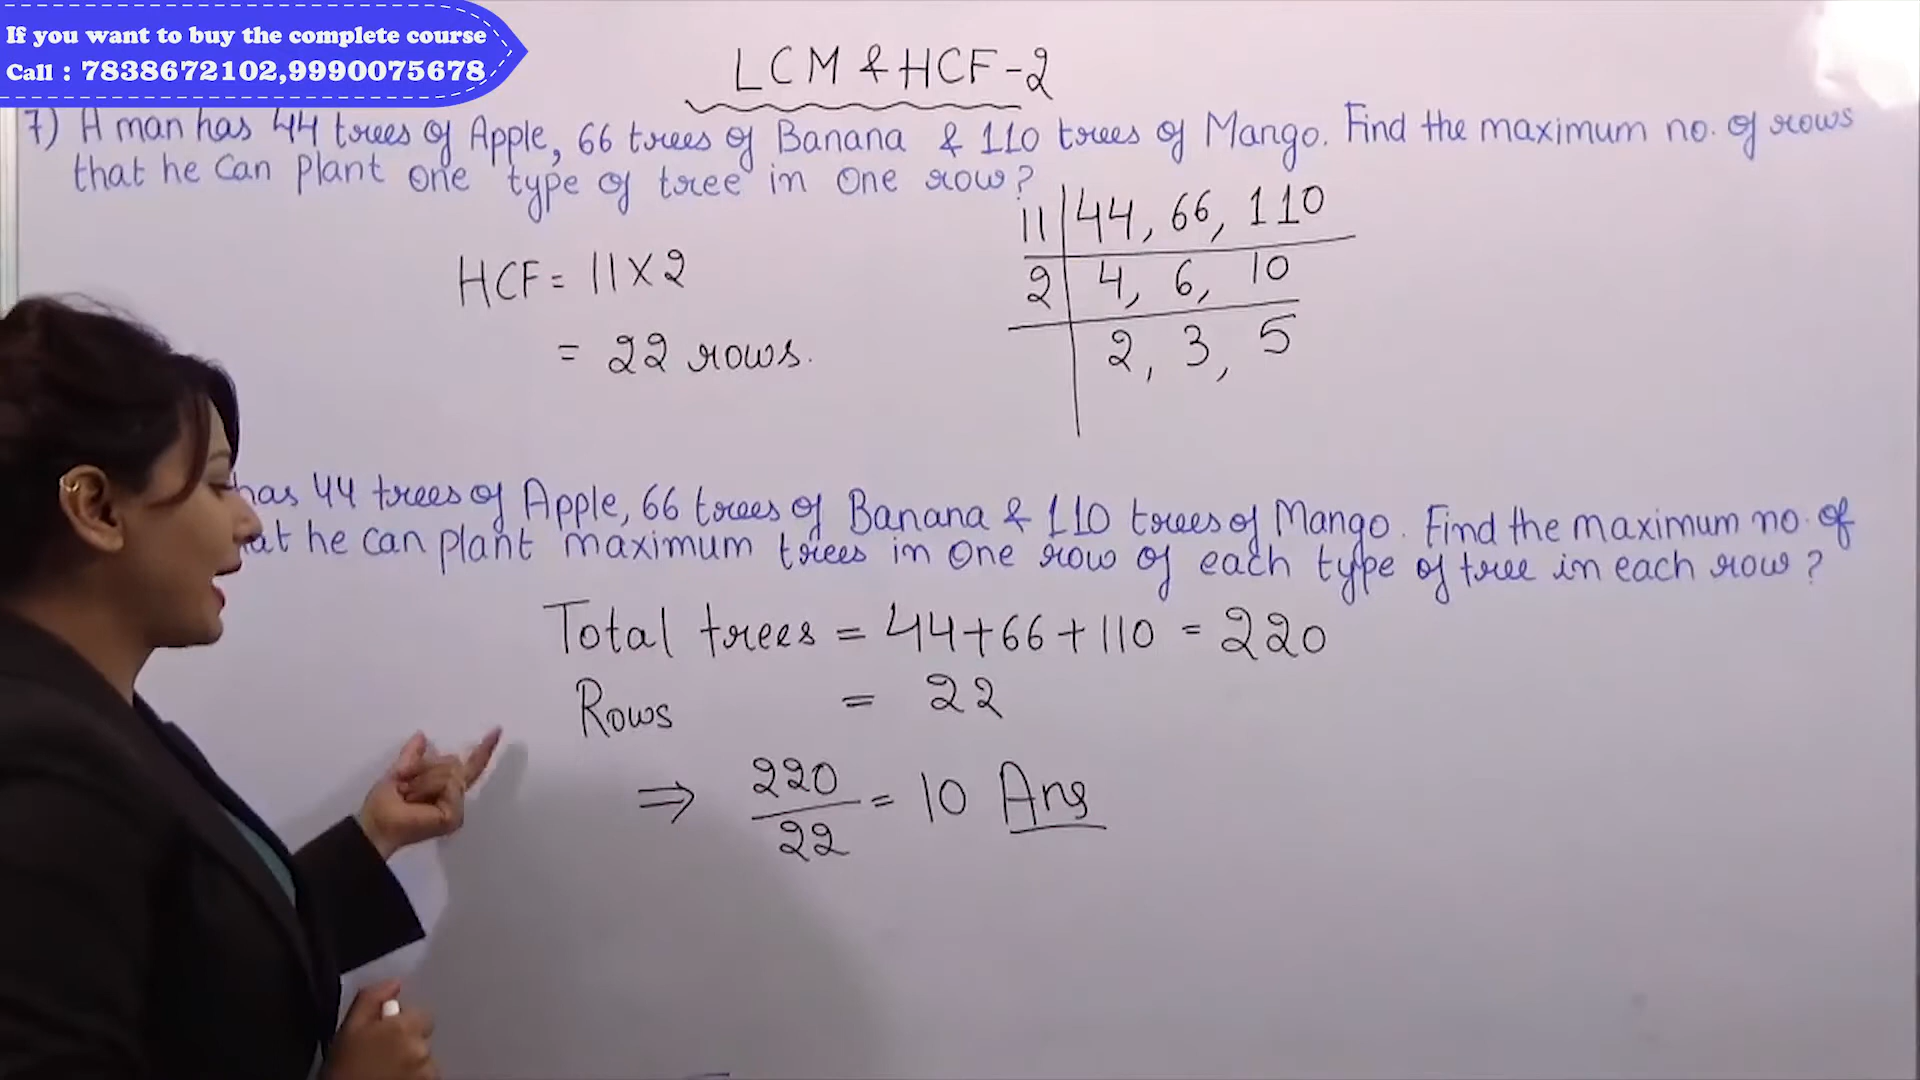 If you want to buy the complete course
Call : 7838672102,9990075678
LCM & HCF-2
7) A man has 44 trees of Apple, 66 trees of Banana & 110 trees of Mango. Find the maximum no. of rows
that he can plant one type of tree in one row?
11 | 44, 66, 110
HCF = 11X2
2 | 4, 6, 10
= 22 rows.
2, 3, 5
has 44 trees of Apple, 66 trees of Banana & 110 trees of Mango. Find the maximum no. of
at he can plant maximum trees in one row of each type of tree in each row?
Total trees = 44+66+110 = 220
Rows = 22
⇒ 220/22 = 10 Ans